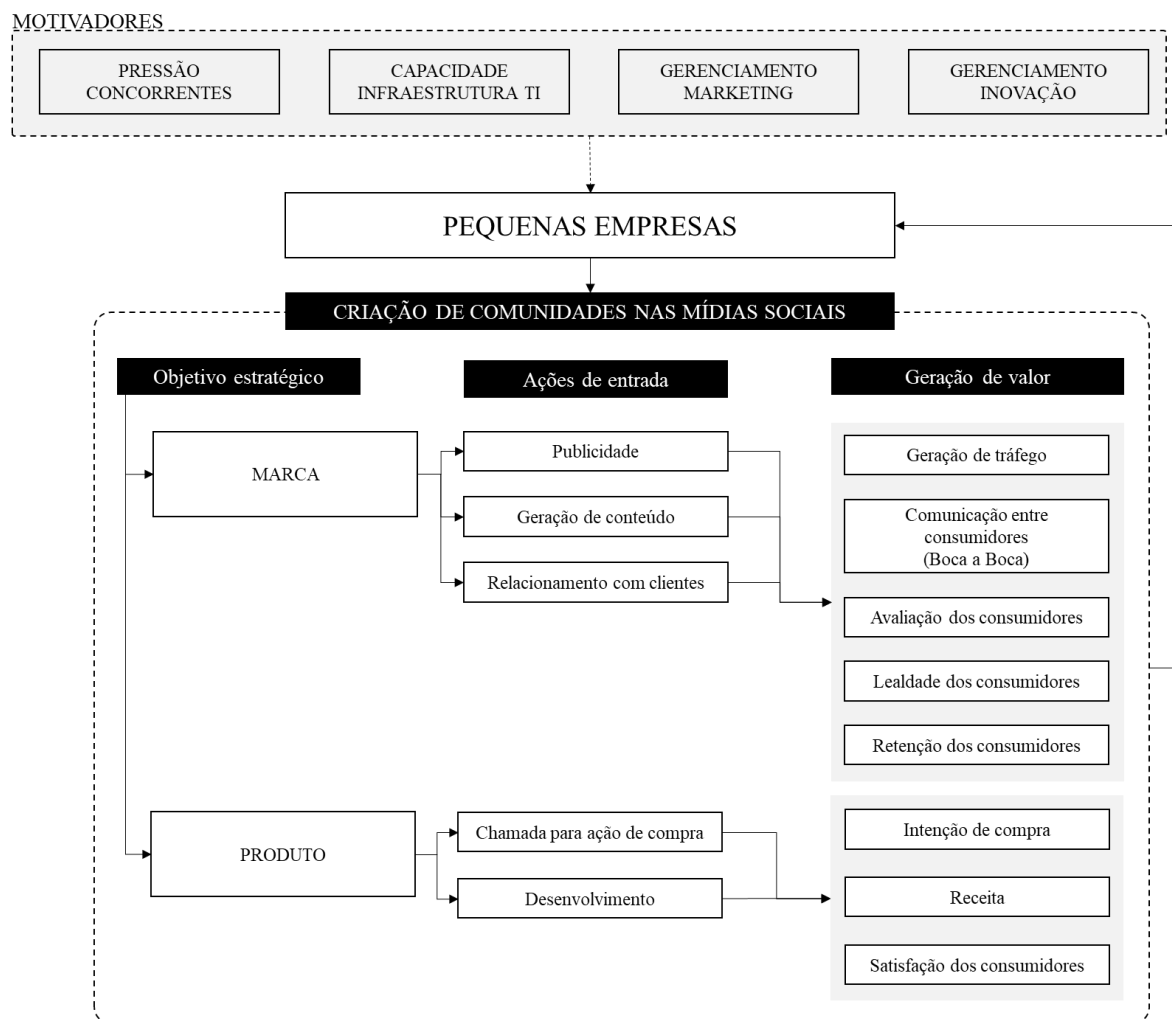 MOTIVADORES
PRESSÃO
CONCORRENTES
CAPACIDADE
INFRAESTRUTURA TI
GERENCIAMENTO
MARKETING
GERENCIAMENTO
INOVAÇÃO
PEQUENAS EMPRESAS
CRIAÇÃO DE COMUNIDADES NAS MÍDIAS SOCIAIS
Objetivo estratégico
Ações de entrada
Geração de valor
MARCA
Publicidade
Geração de conteúdo
Relacionamento com clientes
Geração de tráfego
Comunicação entre
consumidores
(Boca a Boca)
Avaliação dos consumidores
Lealdade dos consumidores
Retenção dos consumidores
PRODUTO
Chamada para ação de compra
Desenvolvimento
Intenção de compra
Receita
Satisfação dos consumidores